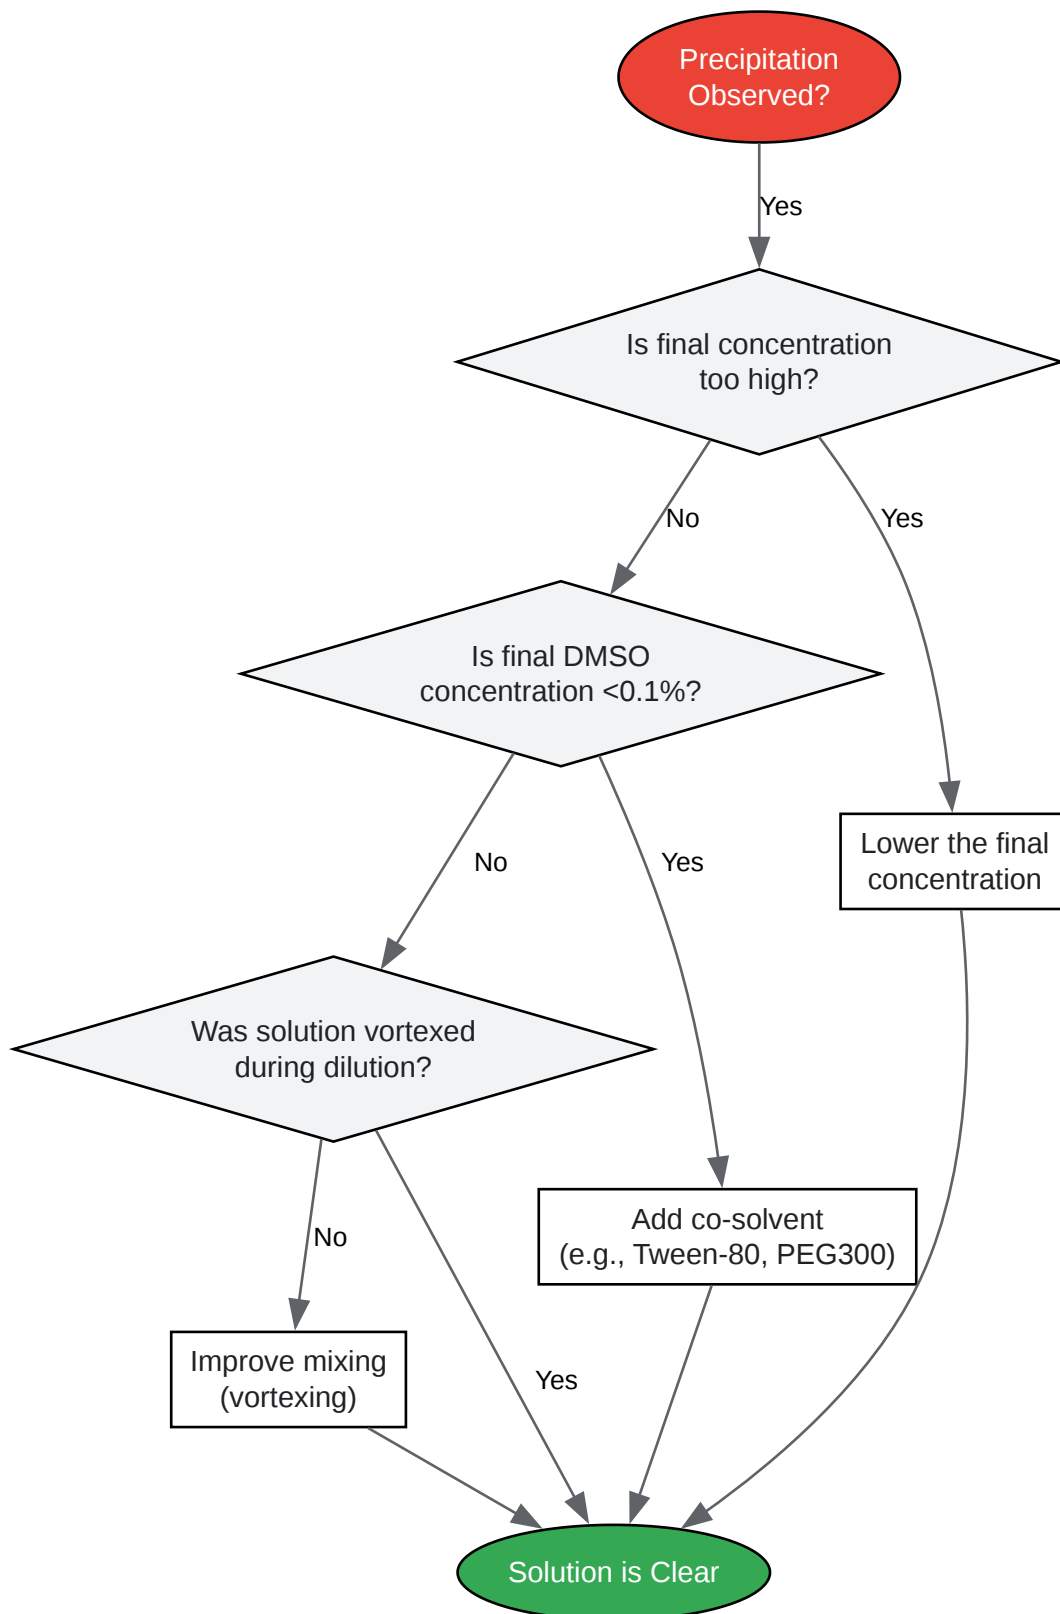 Precipitation
Observed?
Yes
Is final concentration
too high?
No
Yes
Is final DMSO
concentration <0.1%?
No
Yes
Lower the final
concentration
Was solution vortexed
during dilution?
No
Add co-solvent
(e.g., Tween-80, PEG300)
Improve mixing
(vortexing)
Yes
Solution is Clear